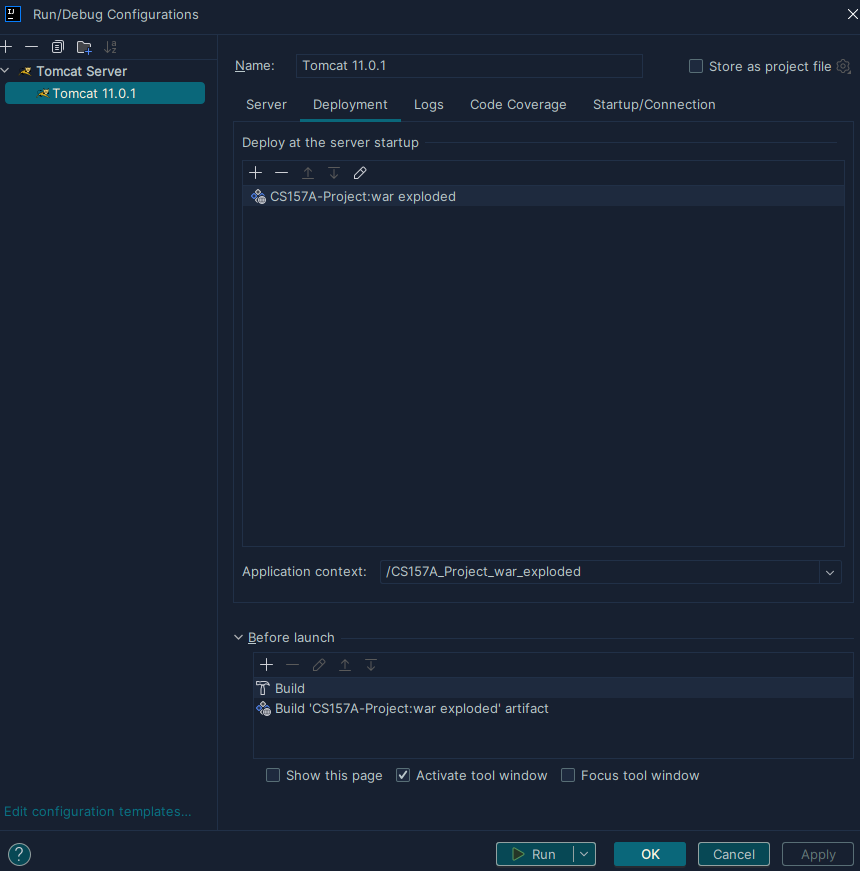 Run/Debug Configurations
Tomcat Server
Tomcat 11.0.1
Edit configuration templates...
Name: Tomcat 11.0.1 Store as project file
Server Deployment Logs Code Coverage Startup/Connection
Deploy at the server startup
CS157A-Project:war exploded
Application context: /CS157A_Project_war_exploded
Before launch
Build
Build 'CS157A-Project:war exploded' artifact
Show this page Activate tool window Focus tool window
? Run OK Cancel Apply